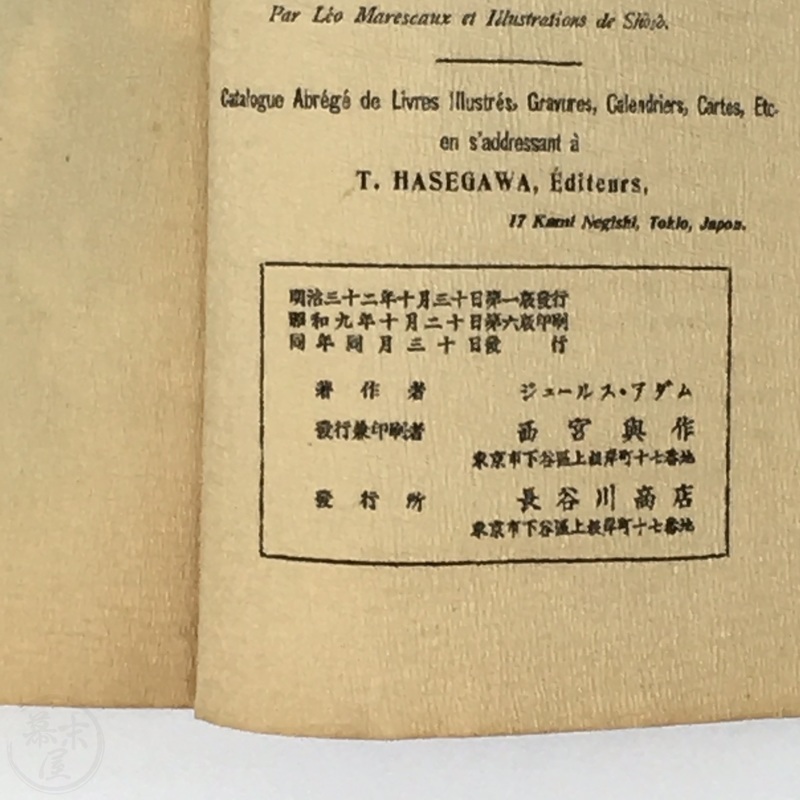 Par Léo Marescaux et Illustrations de Shōsō.
Catalogue Abrégé de Livres Illustrés, Gravures, Calendriers, Cartes, Etc.
en s'addressant à
T. HASEGAWA, Éditeurs,
17 Kami Negishi, Tokio, Japon.
明治三十二年十月三十日第一版發行
昭和九年十月二十日第六版印刷
同年同月三十日發行
著作者 ジュールス・アダム
發行兼印刷者 西宮與作
東京市下谷區上根岸町十七番地
發行所 長谷川商店
東京市下谷區上根岸町十七番地
幕末屋